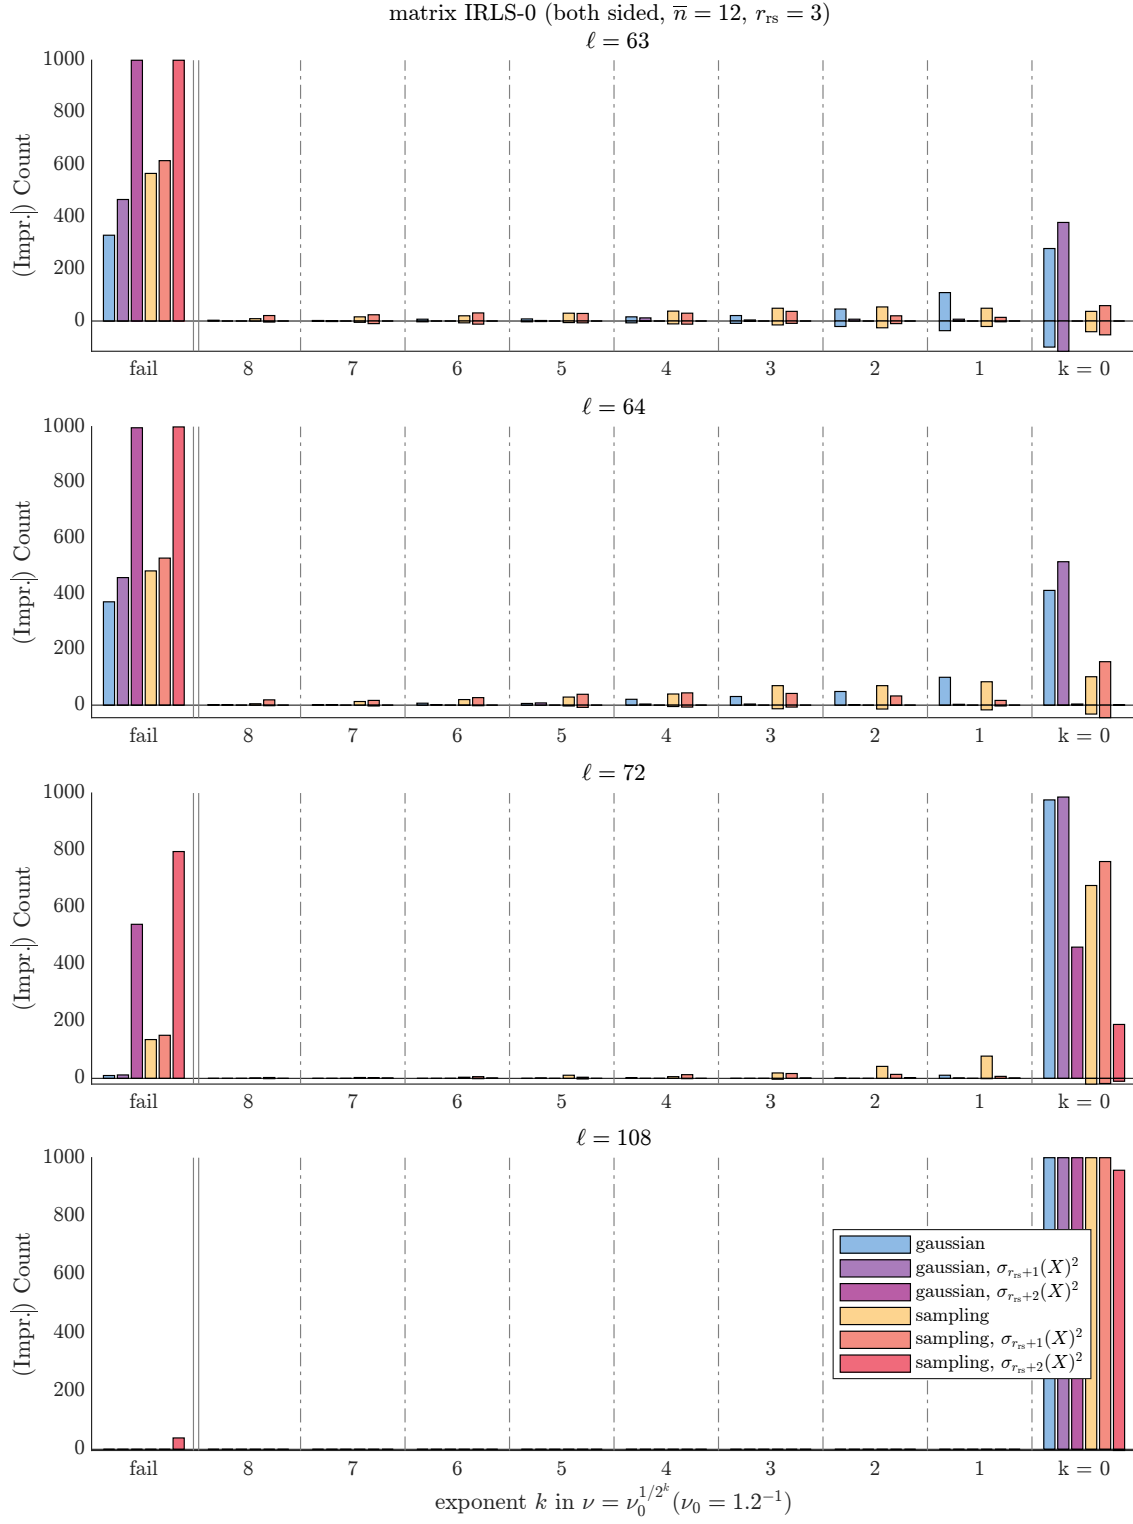 matrix IRLS-0 (both sided, n̅ = 12, r_rs = 3)
ℓ = 63
1000
800
600
400
200
0
(Impr.|) Count
fail 8 7 6 5 4 3 2 1 k = 0
ℓ = 64
1000
800
600
400
200
0
(Impr.|) Count
fail 8 7 6 5 4 3 2 1 k = 0
ℓ = 72
1000
800
600
400
200
0
(Impr.|) Count
fail 8 7 6 5 4 3 2 1 k = 0
ℓ = 108
1000
800
600
400
200
0
(Impr.|) Count
gaussian
gaussian, σ_{r_rs+1}(X)²
gaussian, σ_{r_rs+2}(X)²
sampling
sampling, σ_{r_rs+1}(X)²
sampling, σ_{r_rs+2}(X)²
fail 8 7 6 5 4 3 2 1 k = 0
exponent k in ν = ν_0^{1/2^k}(ν_0 = 1.2^{-1})